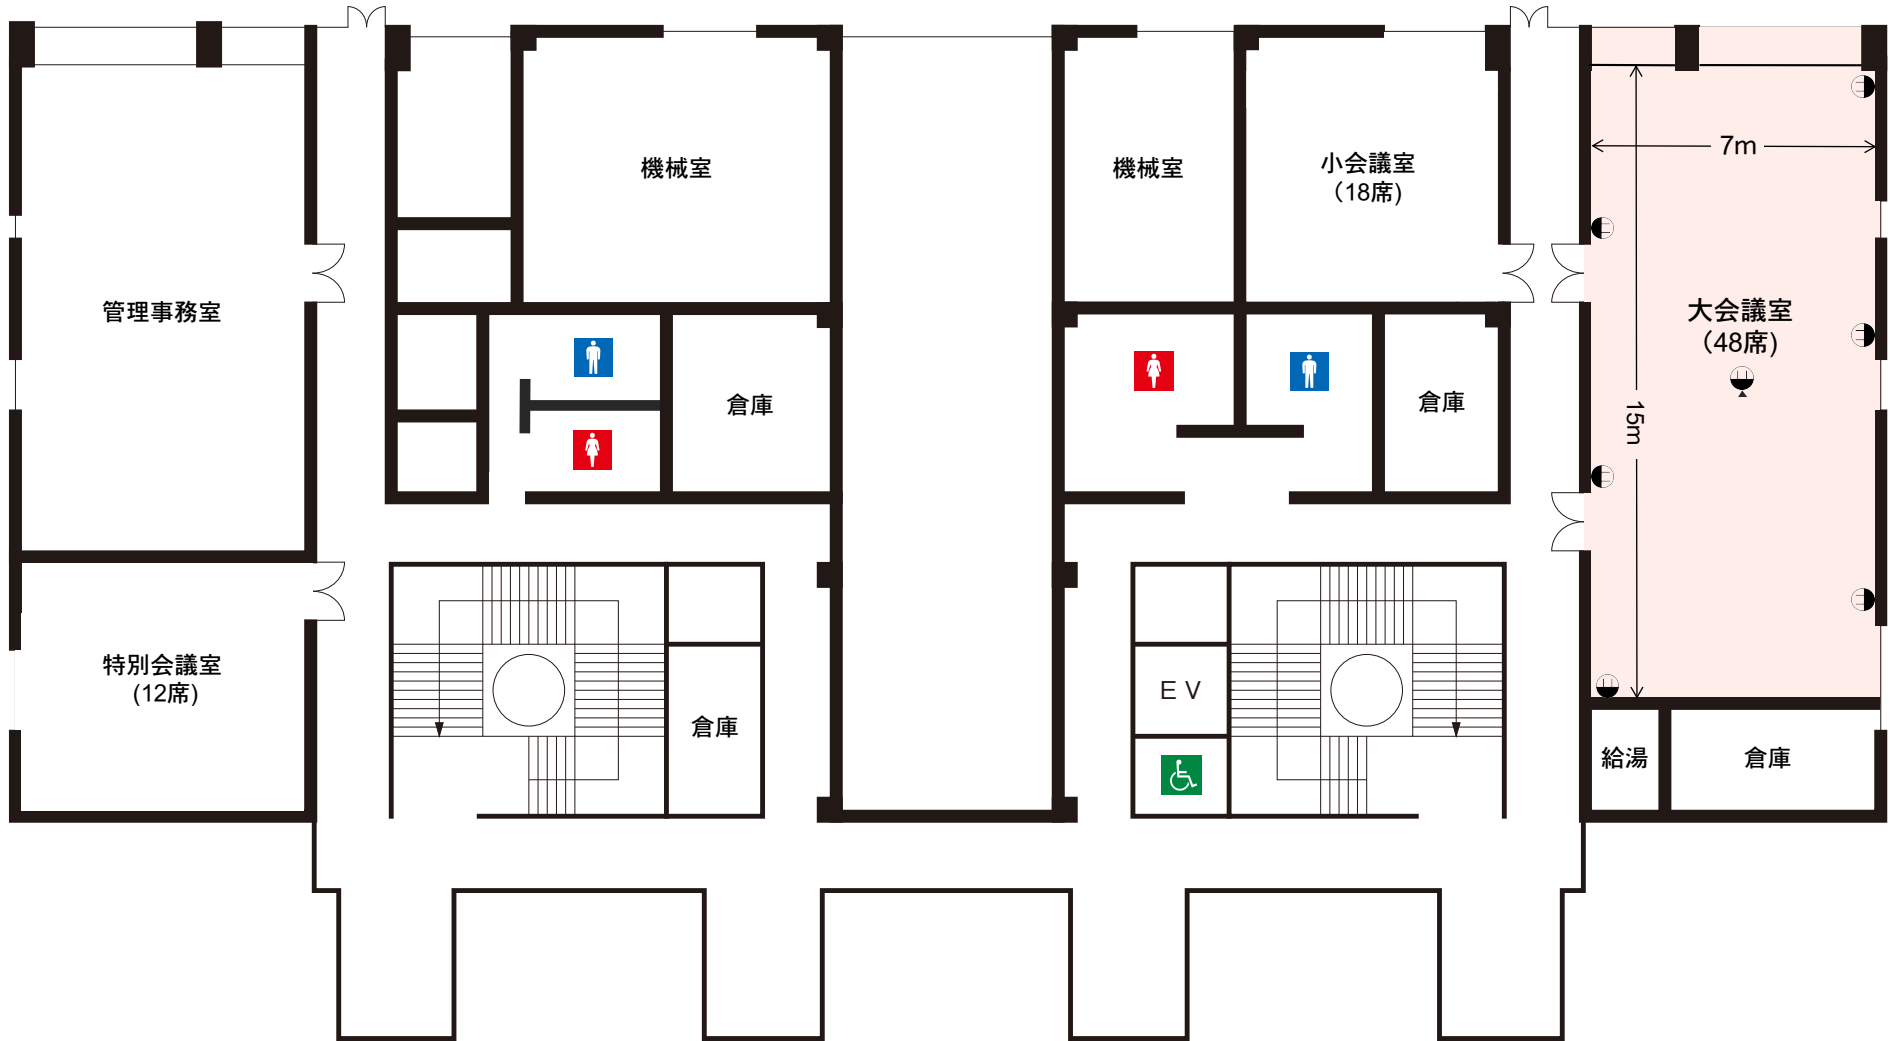 機械室
機械室
小会議室
（18席)
7m
管理事務室
大会議室
（48席)
15m
倉庫
倉庫
特別会議室
(12席)
ＥＶ
倉庫
給湯
倉庫